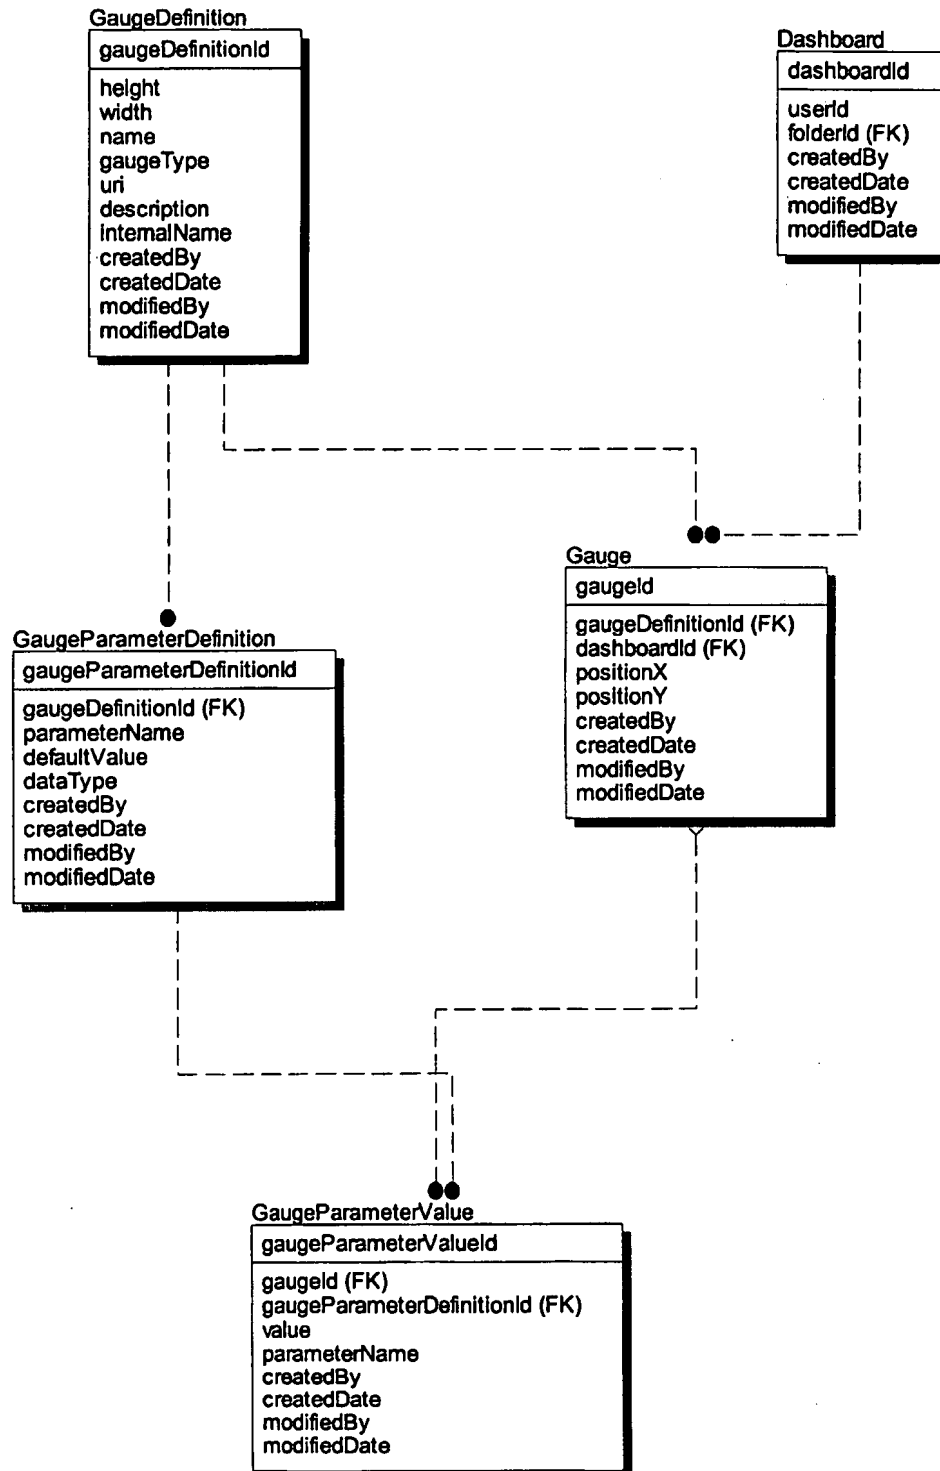 GaugeDefinition
gaugeDefinitionId
height
width
name
gaugeType
uri
description
internalName
createdBy
createdDate
modifiedBy
modifiedDate
Dashboard
dashboardId
userId
folderId (FK)
createdBy
createdDate
modifiedBy
modifiedDate
GaugeParameterDefinition
gaugeParameterDefinitionId
gaugeDefinitionId (FK)
parameterName
defaultValue
dataType
createdBy
createdDate
modifiedBy
modifiedDate
Gauge
gaugeId
gaugeDefinitionId (FK)
dashboardId (FK)
positionX
positionY
createdBy
createdDate
modifiedBy
modifiedDate
GaugeParameterValue
gaugeParameterValueId
gaugeId (FK)
gaugeParameterDefinitionId (FK)
value
parameterName
createdBy
createdDate
modifiedBy
modifiedDate